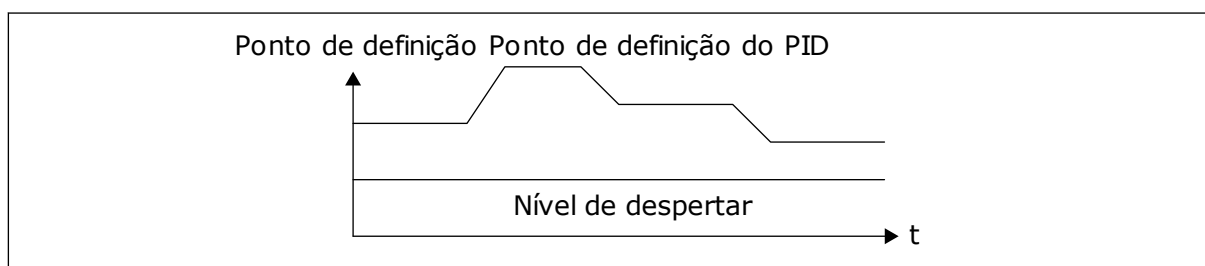 Ponto de definição Ponto de definição do PID
Nível de despertar
t